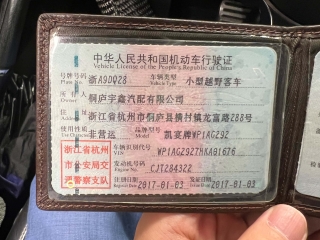 中华人民共和国机动车行驶证
Vehicle License of the People's Republic of China
号牌号码 浙A9DQ28 车辆类型 小型越野客车
Plate No. Vehicle Type
所有人 桐庐宇鑫汽配有限公司
Owner
住址 浙江省杭州市桐庐县横村镇龙富路288号
Address
使用性质 非营运 品牌型号 凯宴牌WP1AG292
Use Character Model
浙江省杭州 车辆识别代号 WP1AG2927HKA91676
VIN
市公安局交 发动机号码 CJT284322
Engine No.
通警察支队 注册日期 2017-01-03 发证日期 2017-01-03
Register Date Issue Date